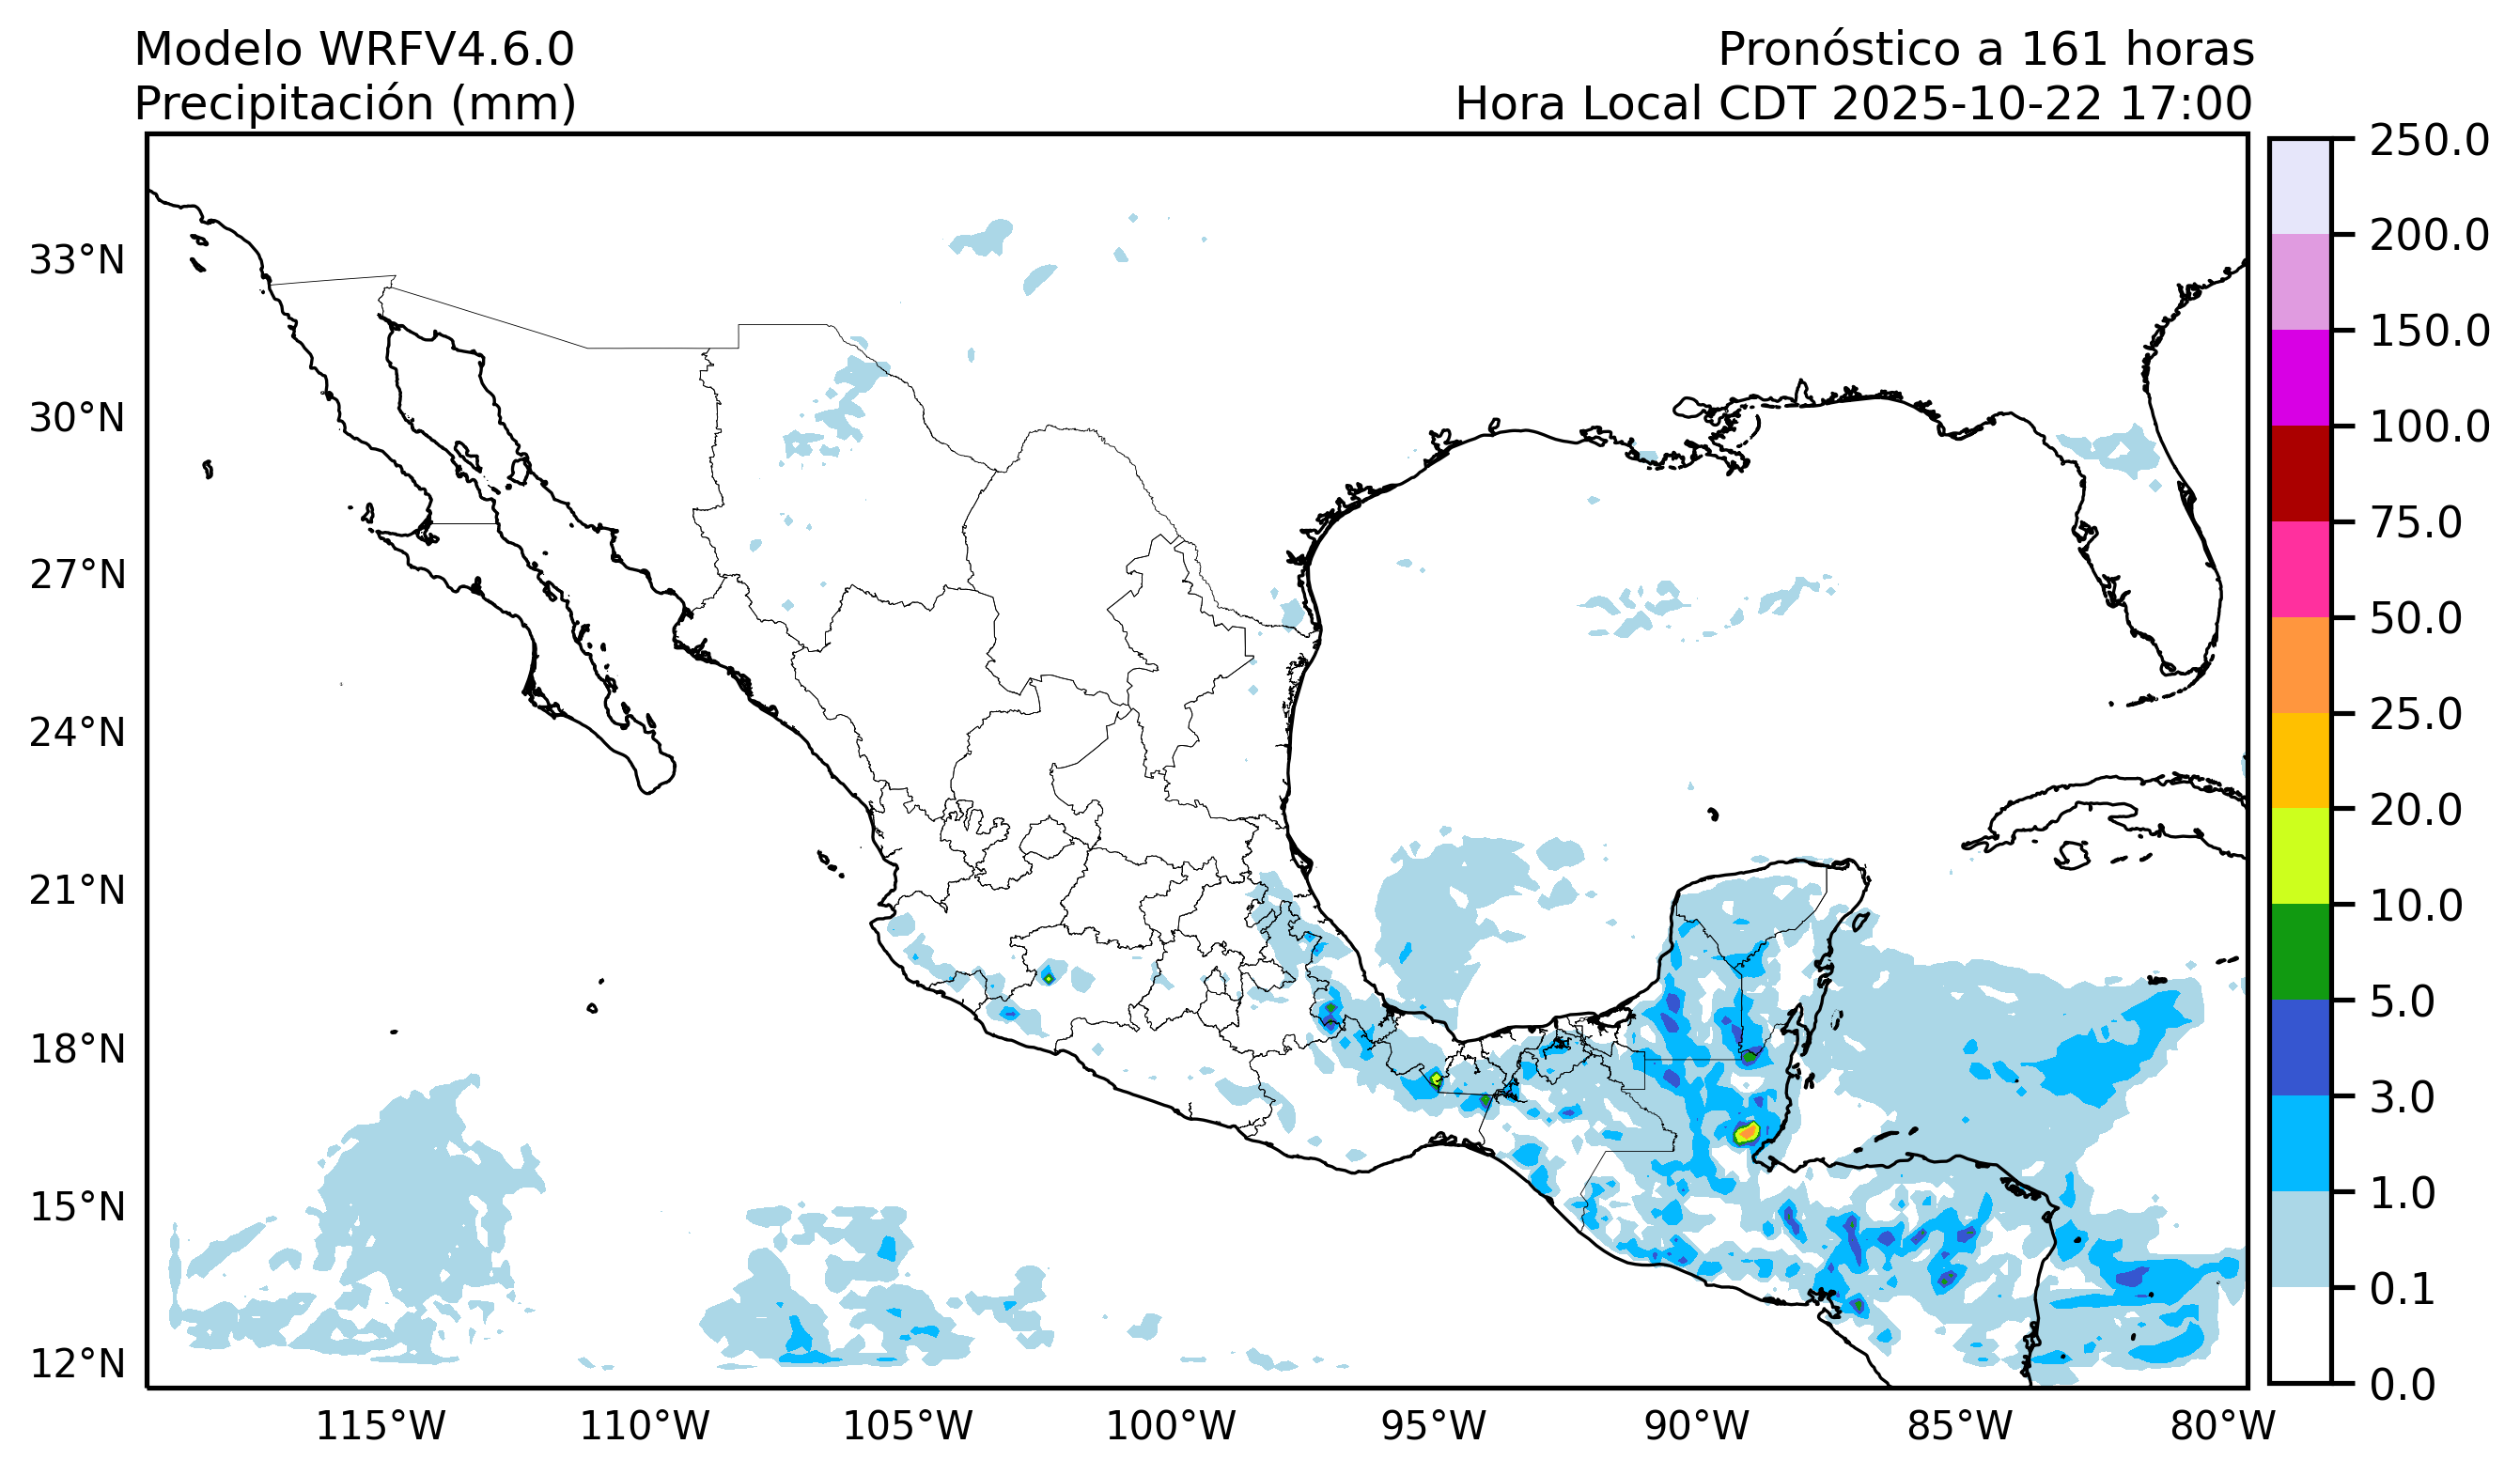 Modelo WRFV4.6.0
Precipitación (mm)
Pronóstico a 161 horas
Hora Local CDT 2025-10-22 17:00
33°N
30°N
27°N
24°N
21°N
18°N
15°N
12°N
115°W
110°W
105°W
100°W
95°W
90°W
85°W
80°W
250.0
200.0
150.0
100.0
75.0
50.0
25.0
20.0
10.0
5.0
3.0
1.0
0.1
0.0